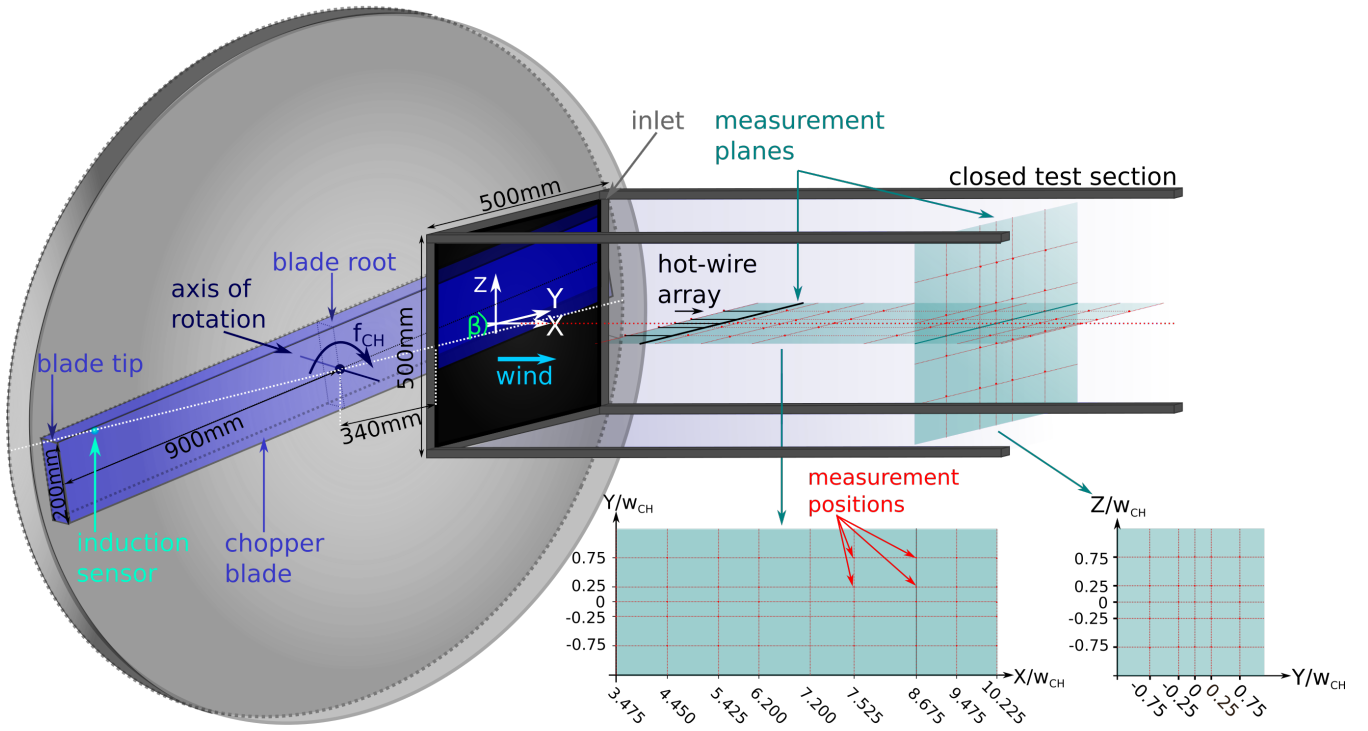 inlet
measurement
planes
closed test section
500mm
hot-wire
array
blade root
axis of
rotation
f_CH
Z
Y
X
β
wind
500mm
blade tip
340mm
900mm
200mm
induction
sensor
chopper
blade
measurement
positions
Y/w_CH
0.75
0.25
0
-0.25
-0.75
X/w_CH
3.475
4.450
5.425
6.200
7.200
7.525
8.675
9.475
10.225
Z/w_CH
0.75
0.25
0
-0.25
-0.75
Y/w_CH
-0.75
-0.25
0
0.25
0.75